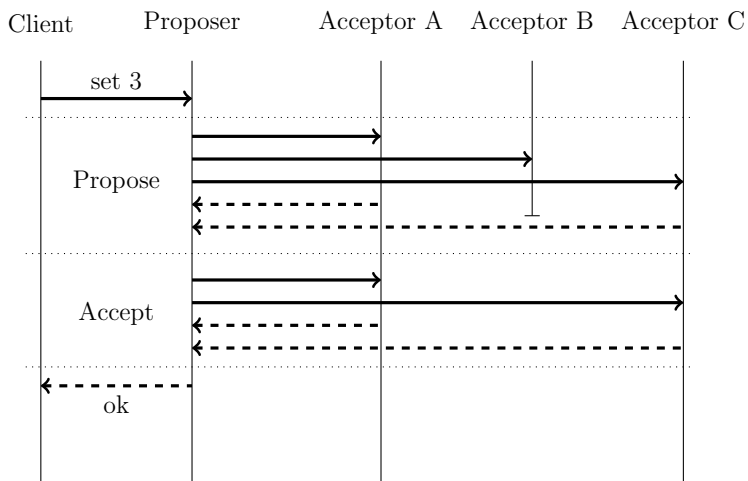 Client Proposer Acceptor A Acceptor B Acceptor C
set 3
Propose
Accept
ok